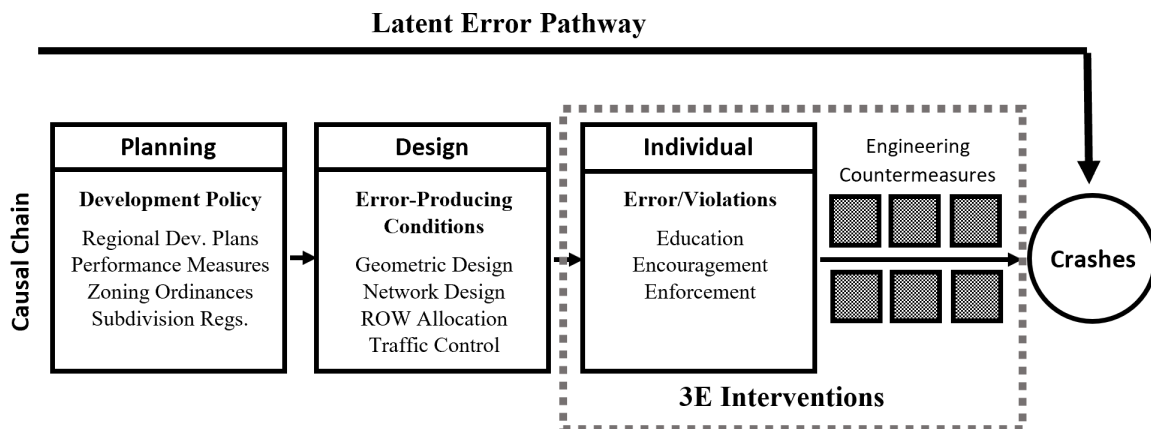 Latent Error Pathway
Causal Chain
Planning
Development Policy
Regional Dev. Plans
Performance Measures
Zoning Ordinances
Subdivision Regs.
Design
Error-Producing
Conditions
Geometric Design
Network Design
ROW Allocation
Traffic Control
Individual
Error/Violations
Education
Encouragement
Enforcement
Engineering
Countermeasures
Crashes
3E Interventions